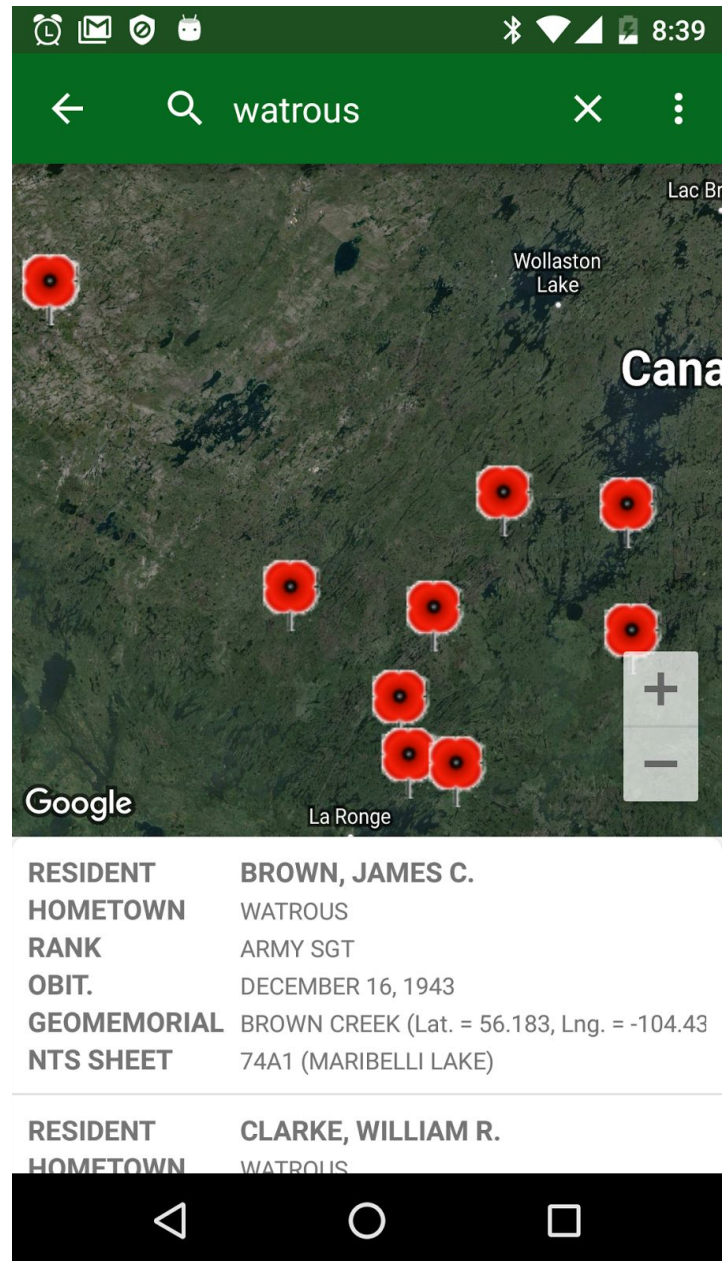 8:39
watrous
Lac Br
Wollaston
Lake
Cana
Google
La Ronge
RESIDENT BROWN, JAMES C.
HOMETOWN WATROUS
RANK ARMY SGT
OBIT. DECEMBER 16, 1943
GEOMEMORIAL BROWN CREEK (Lat. = 56.183, Lng. = -104.43
NTS SHEET 74A1 (MARIBELLI LAKE)
RESIDENT CLARKE, WILLIAM R.
HOMETOWN WATROUS